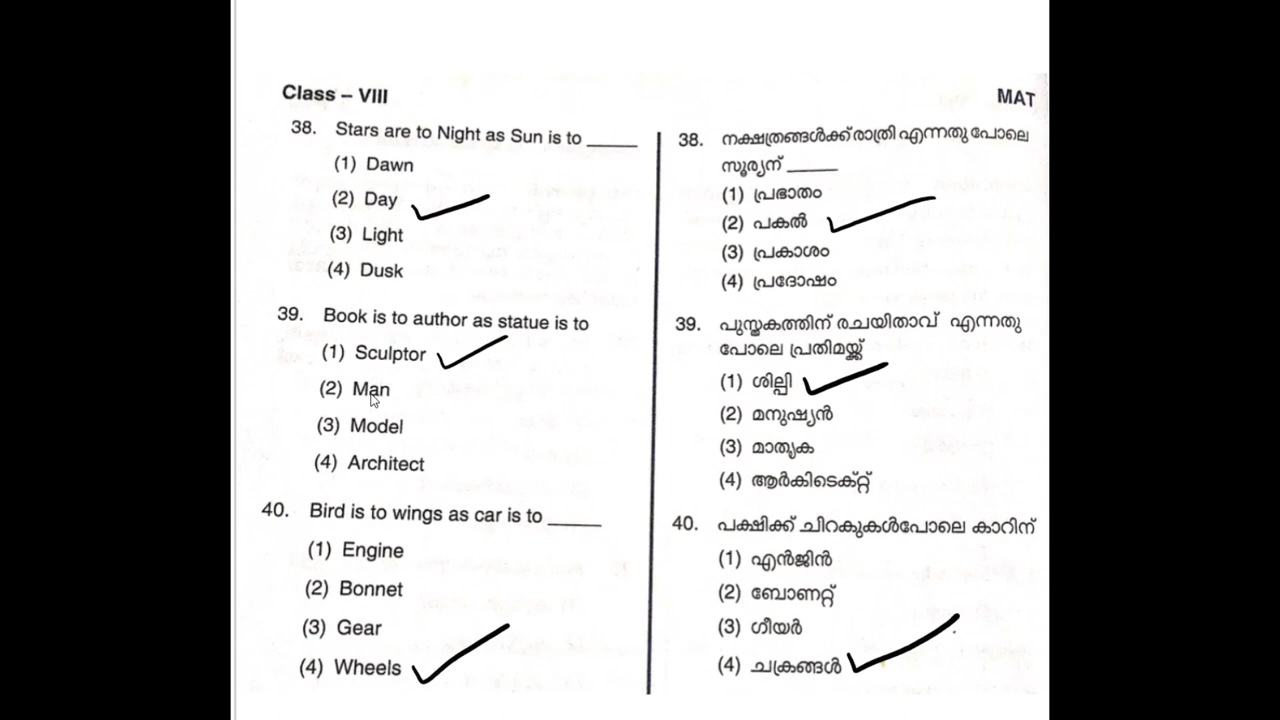 Class – VIII
MAT
38. Stars are to Night as Sun is to ______
(1) Dawn
(2) Day
(3) Light
(4) Dusk
39. Book is to author as statue is to
(1) Sculptor
(2) Man
(3) Model
(4) Architect
40. Bird is to wings as car is to ______
(1) Engine
(2) Bonnet
(3) Gear
(4) Wheels
38. നക്ഷത്രങ്ങൾക്ക് രാത്രി എന്നതു പോലെ
സൂര്യന് ______
(1) പ്രഭാതം
(2) പകൽ
(3) പ്രകാശം
(4) പ്രദോഷം
39. പുസ്തകത്തിന് രചയിതാവ് എന്നതു
പോലെ പ്രതിമയ്ക്ക്
(1) ശില്പി
(2) മനുഷ്യൻ
(3) മാതൃക
(4) ആർകിടെക്റ്റ്
40. പക്ഷിക്ക് ചിറകുകൾപോലെ കാറിന്
(1) എൻജിൻ
(2) ബോണറ്റ്
(3) ഗീയർ
(4) ചക്രങ്ങൾ